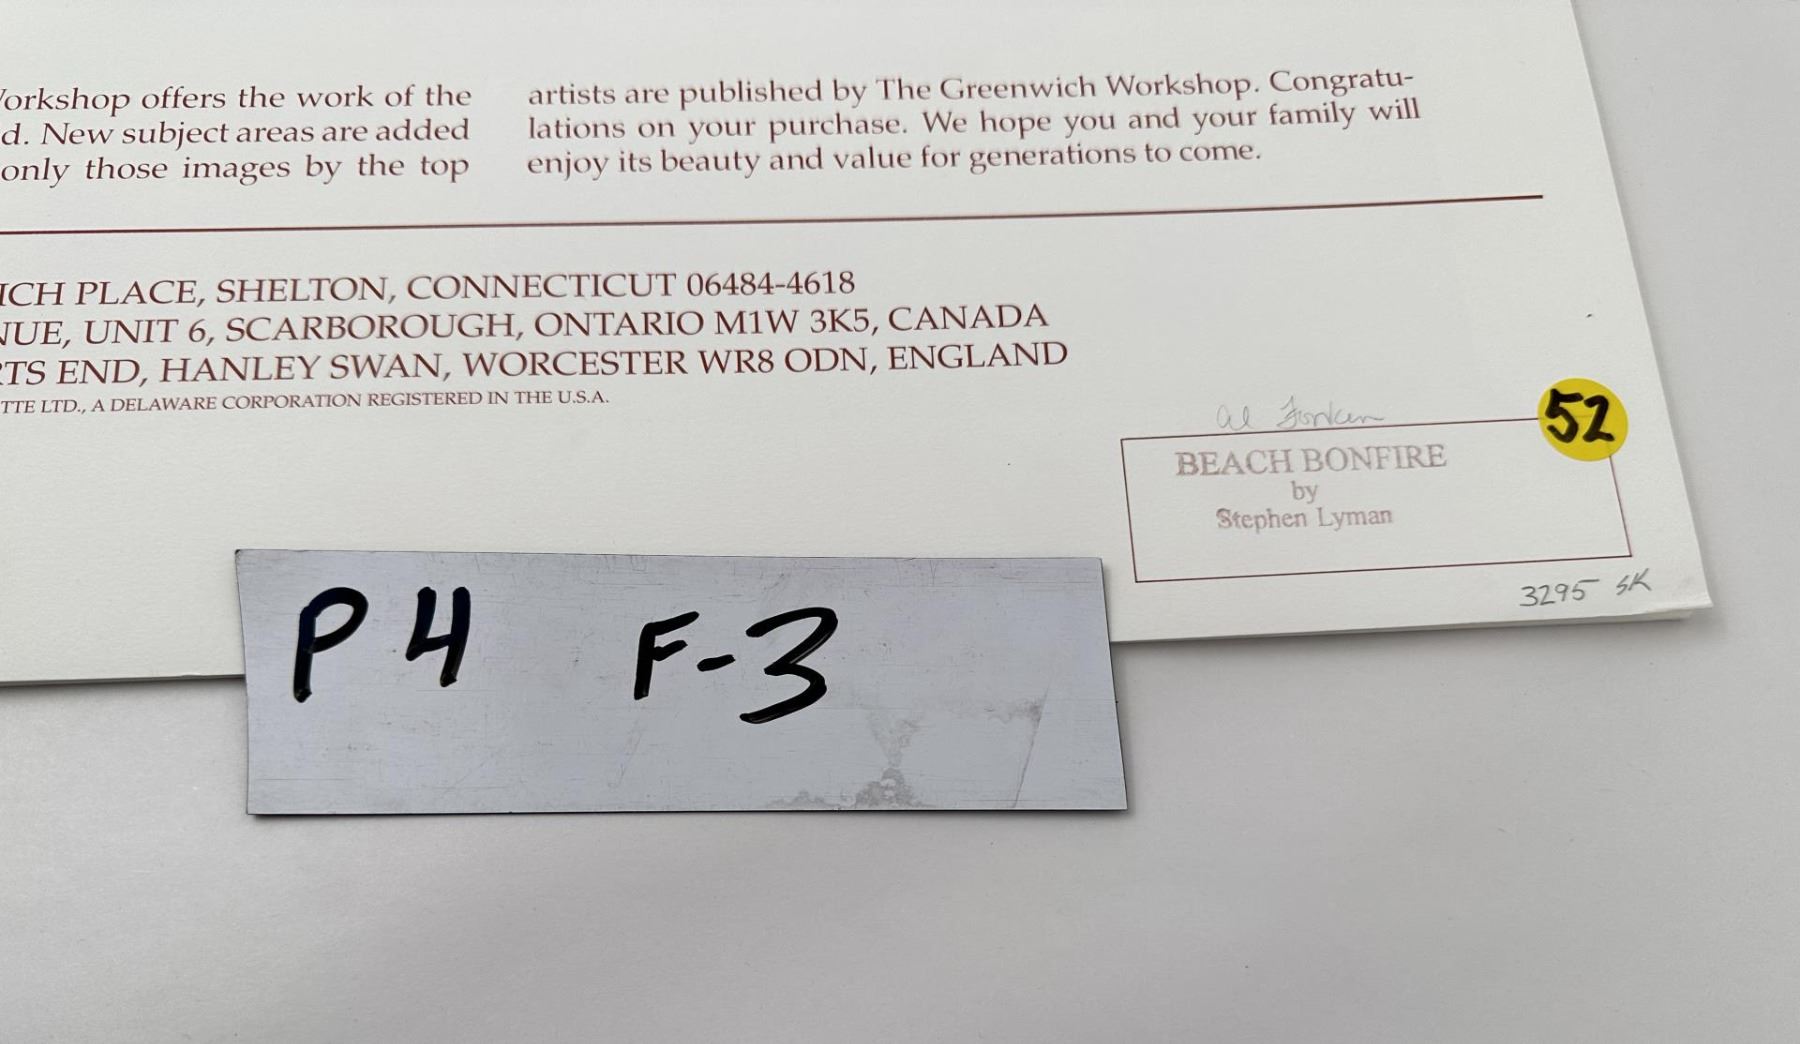 orkshop offers the work of the
d. New subject areas are added
only those images by the top
artists are published by The Greenwich Workshop. Congratu-
lations on your purchase. We hope you and your family will
enjoy its beauty and value for generations to come.
ICH PLACE, SHELTON, CONNECTICUT 06484-4618
NUE, UNIT 6, SCARBOROUGH, ONTARIO M1W 3K5, CANADA
TS END, HANLEY SWAN, WORCESTER WR8 ODN, ENGLAND
TTE LTD., A DELAWARE CORPORATION REGISTERED IN THE U.S.A.
Al
52
BEACH BONFIRE
by
Stephen Lyman
3295 SK
P4 F-3